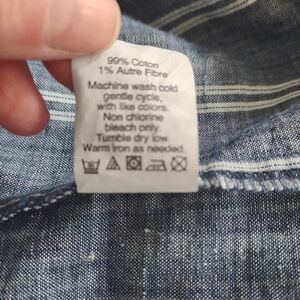 99% Coton
1% Autre Fibre
Machine wash cold
gentle cycle,
with like colors.
Non chlorine
bleach only.
Tumble dry low.
Warm iron as needed.